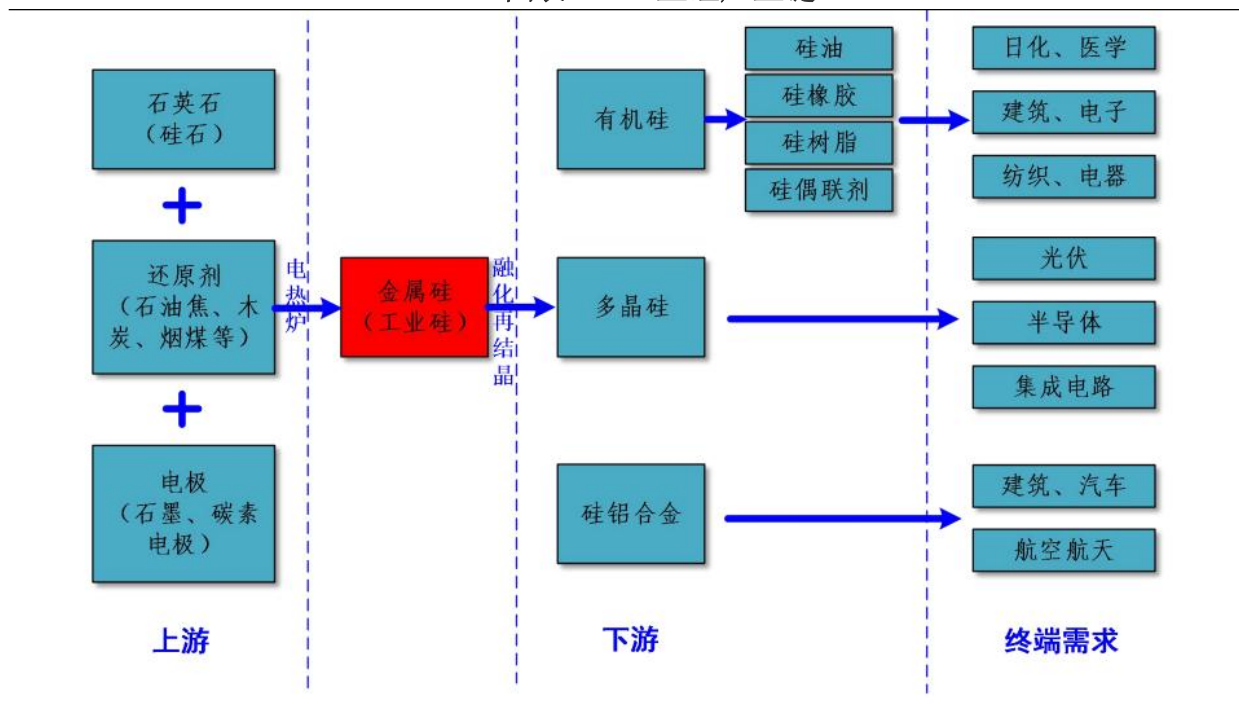 石英石
（硅石）
还原剂
（石油焦、木
炭、烟煤等）
电极
（石墨、碳素
电极）
上游
电热炉
金属硅
（工业硅）
融化再结晶
有机硅
多晶硅
硅铝合金
下游
硅油
硅橡胶
硅树脂
硅偶联剂
日化、医学
建筑、电子
纺织、电器
光伏
半导体
集成电路
建筑、汽车
航空航天
终端需求